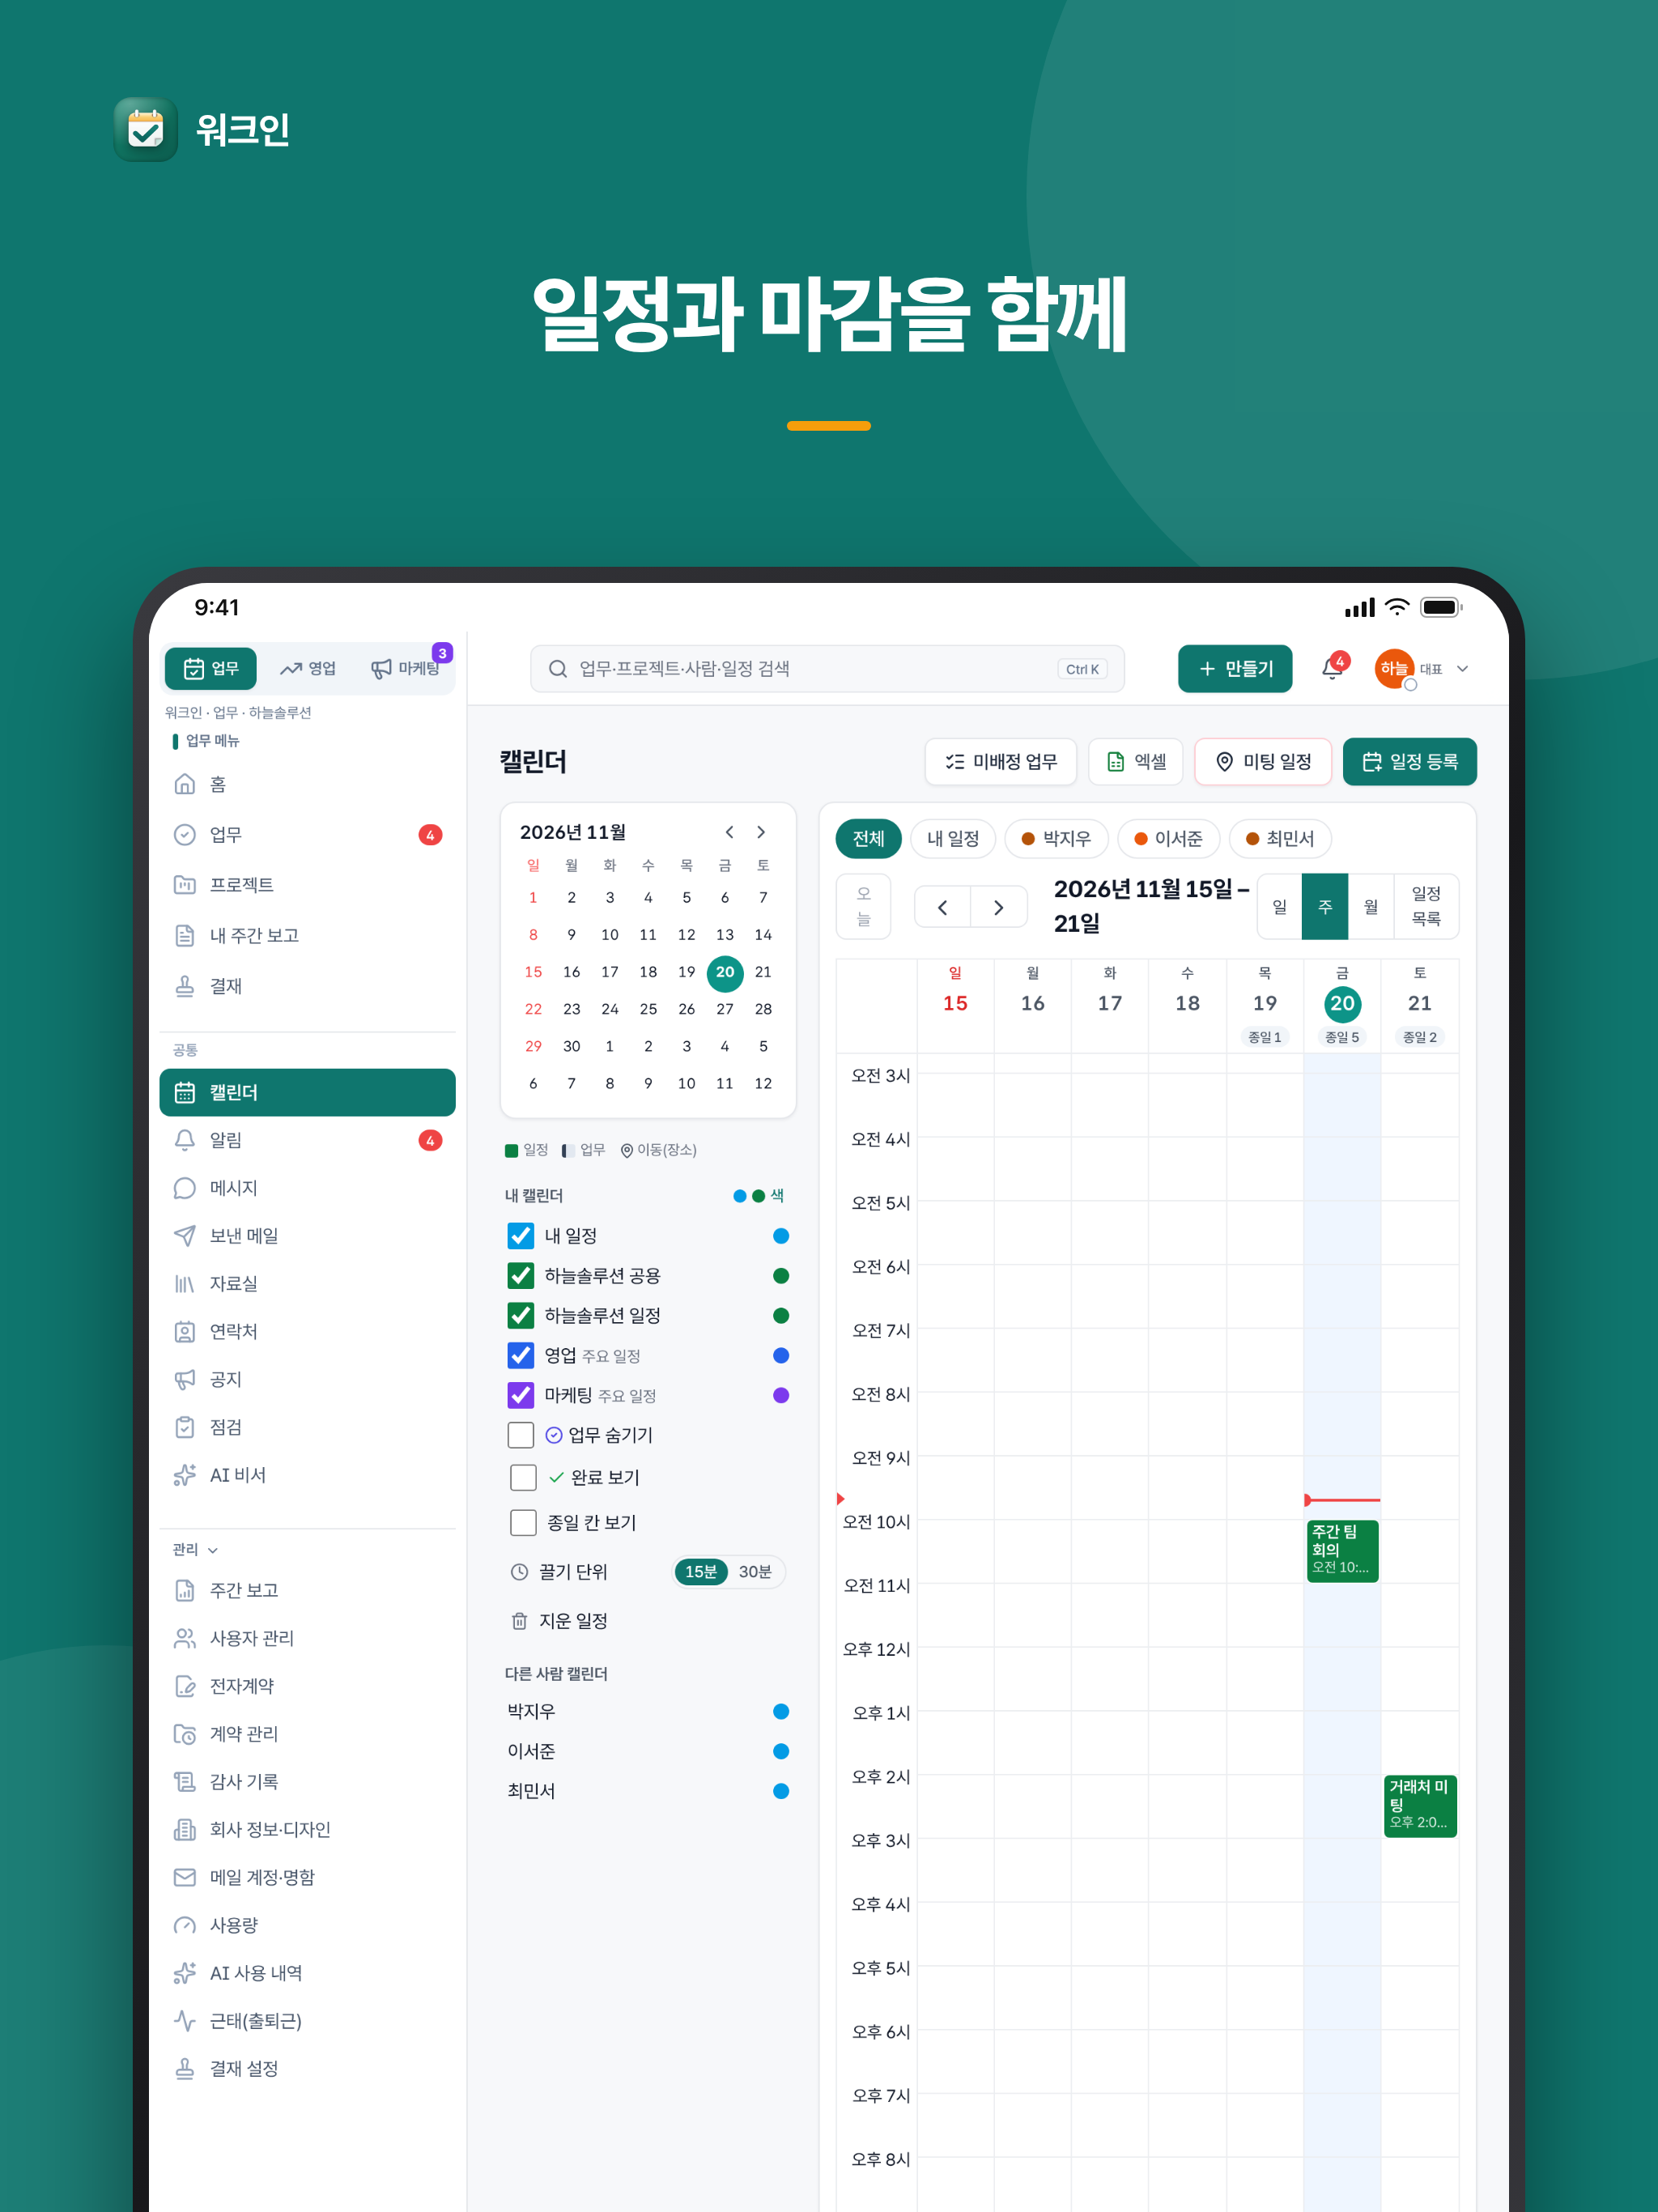 워크인
일정과 마감을 함께
9:41
업무
영업
마케팅
3
워크인 · 업무 · 하늘솔루션
업무 메뉴
홈
업무 4
프로젝트
내 주간 보고
결재
공통
캘린더
알림 4
메시지
보낸 메일
자료실
연락처
공지
점검
AI 비서
관리
주간 보고
사용자 관리
전자계약
계약 관리
감사 기록
회사 정보·디자인
메일 계정·명함
사용량
AI 사용 내역
근태(출퇴근)
결재 설정
업무·프로젝트·사람·일정 검색 Ctrl K
만들기
4
하늘 대표
캘린더
미배정 업무
엑셀
미팅 일정
일정 등록
2026년 11월
일 월 화 수 목 금 토
1 2 3 4 5 6 7
8 9 10 11 12 13 14
15 16 17 18 19 20 21
22 23 24 25 26 27 28
29 30 1 2 3 4 5
6 7 8 9 10 11 12
일정 업무 이동(장소)
내 캘린더 색
내 일정
하늘솔루션 공용
하늘솔루션 일정
영업 주요 일정
마케팅 주요 일정
업무 숨기기
완료 보기
종일 칸 보기
끌기 단위 15분 30분
지운 일정
다른 사람 캘린더
박지우
이서준
최민서
전체 내 일정 박지우 이서준 최민서
오
늘
2026년 11월 15일 –
21일
일 주 월 일정
목록
일 월 화 수 목 금 토
15 16 17 18 19 20 21
종일 1 종일 5 종일 2
오전 3시
오전 4시
오전 5시
오전 6시
오전 7시
오전 8시
오전 9시
오전 10시
주간 팀
회의
오전 10:...
오전 11시
오후 12시
오후 1시
오후 2시
거래처 미
팅
오후 2:0...
오후 3시
오후 4시
오후 5시
오후 6시
오후 7시
오후 8시